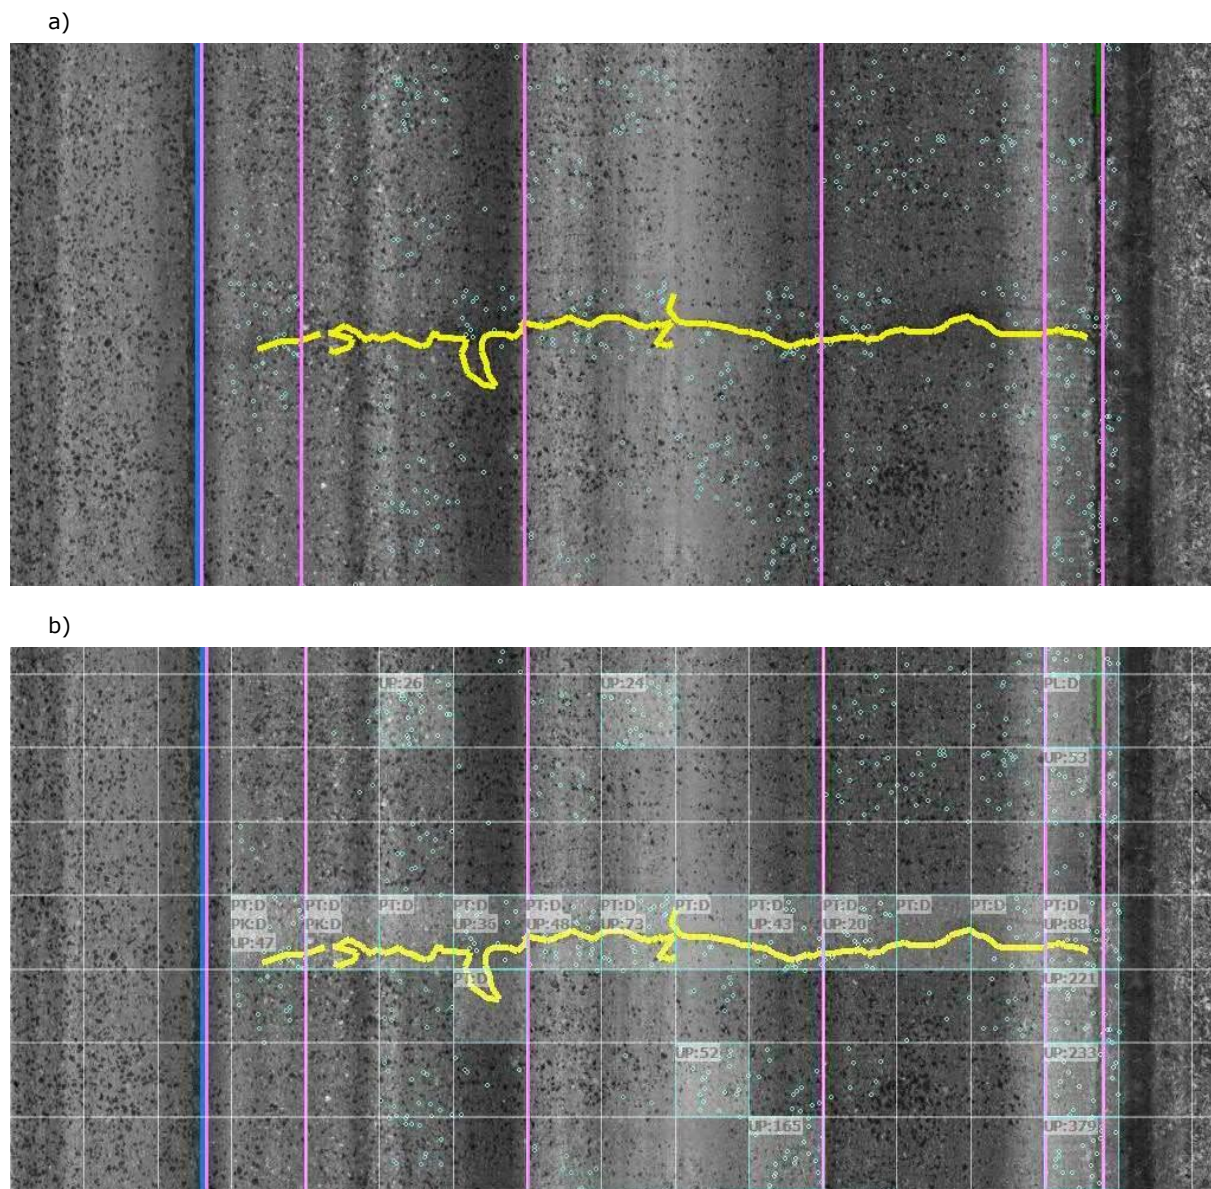 a)
b)
UP:26 UP:24 PL:D
UP:53
PT:D PT:D PT:D PT:D PT:D PT:D PT:D PT:D PT:D PT:D PT:D PT:D
PK:D PK:D UP:36 UP:48 UP:73 UP:43 UP:20 UP:88
UP:47
PT:D UP:221
UP:52 UP:233
UP:165 UP:379